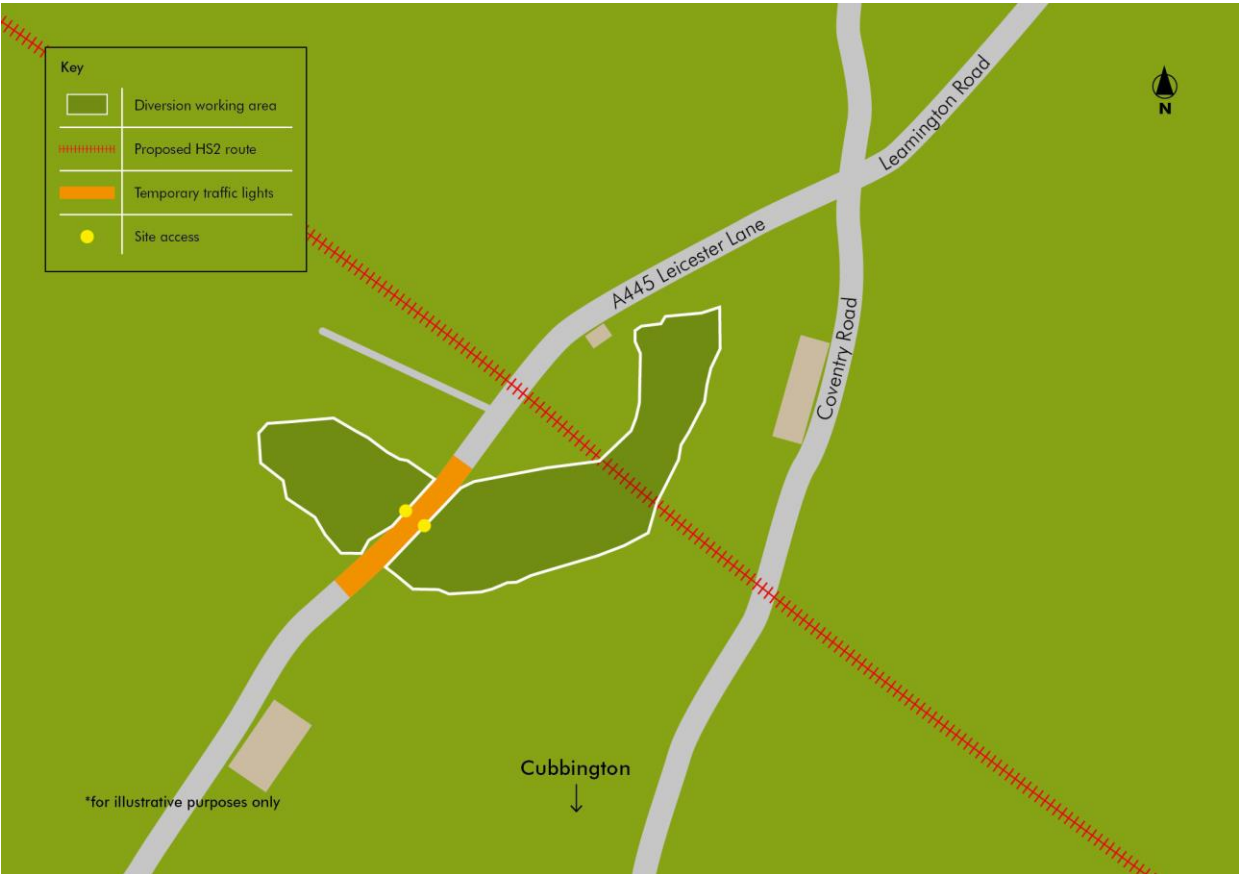 Key
Diversion working area
Proposed HS2 route
Temporary traffic lights
Site access
N
Leamington Road
A445 Leicester Lane
Coventry Road
Cubbington
*for illustrative purposes only